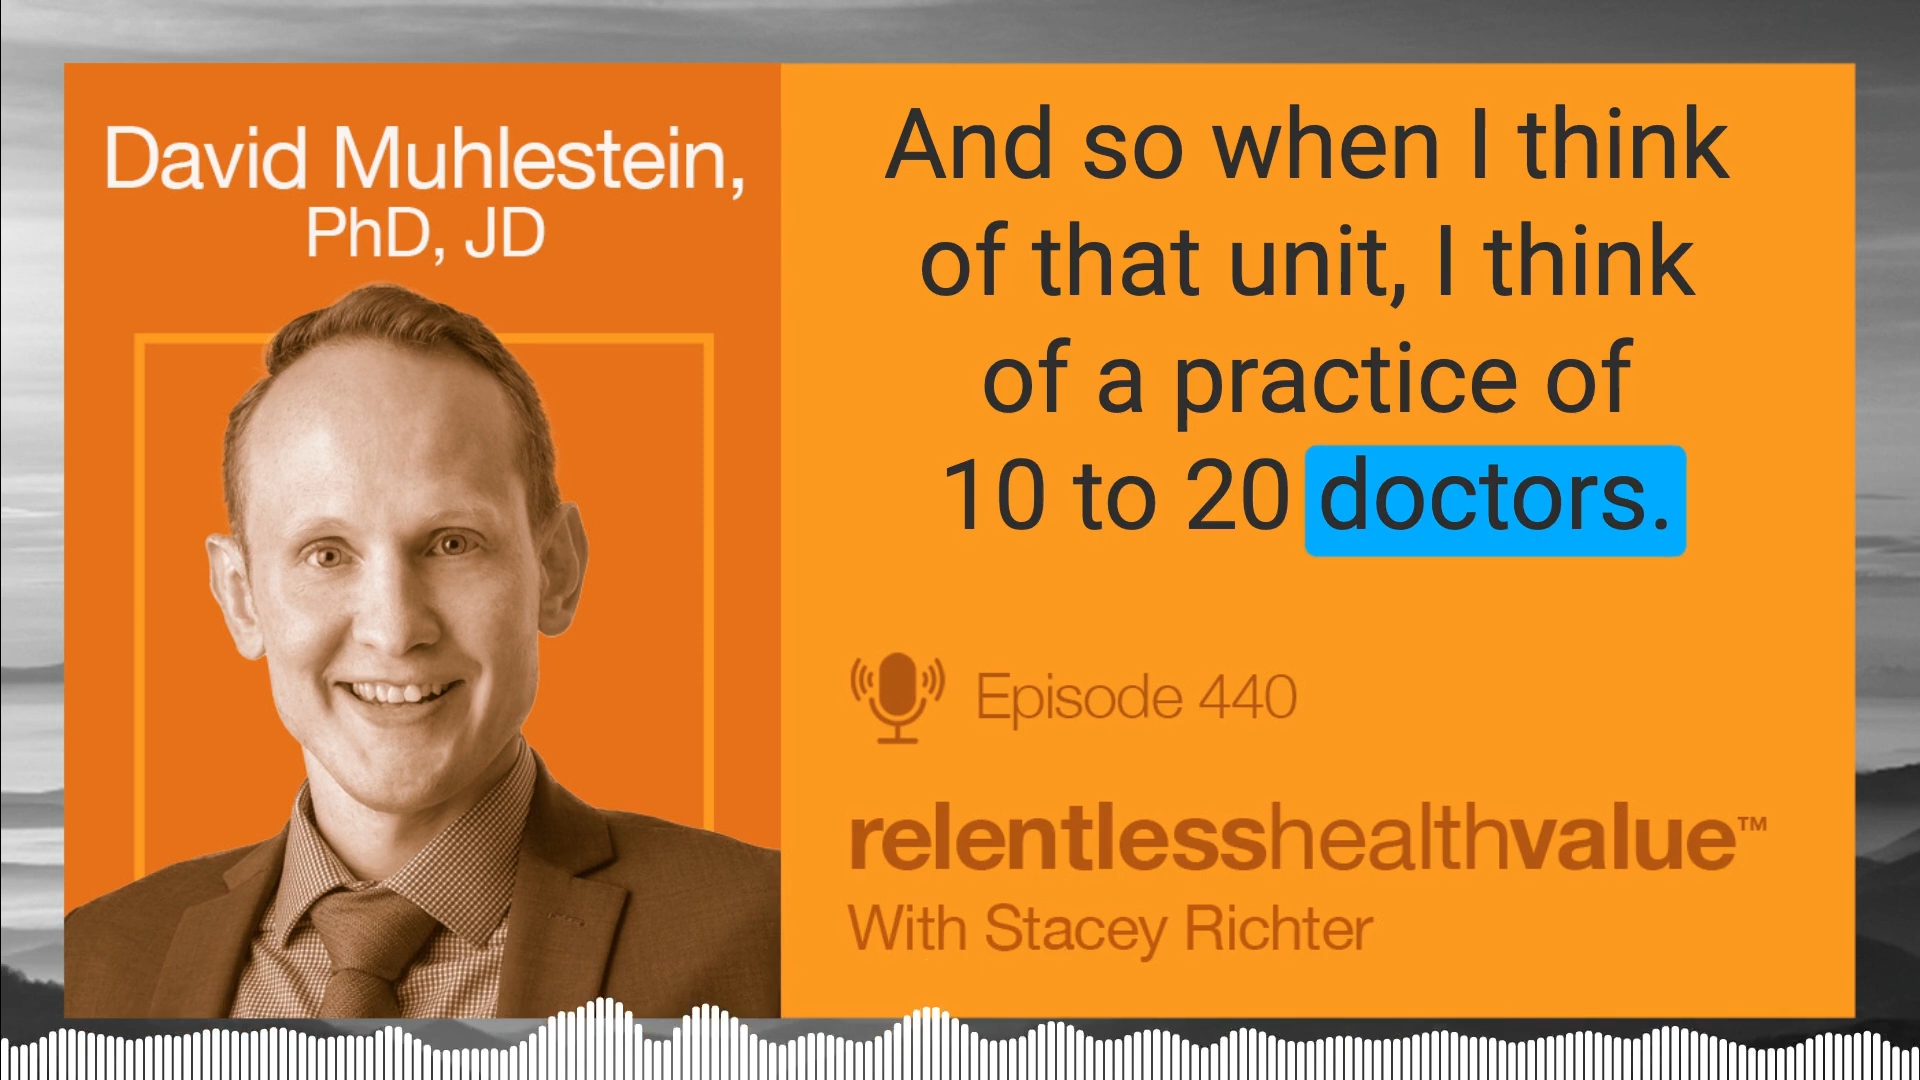 David Muhlestein,
PhD, JD
And so when I think
of that unit, I think
of a practice of
10 to 20 doctors.
Episode 440
relentlesshealthvalue™
With Stacey Richter